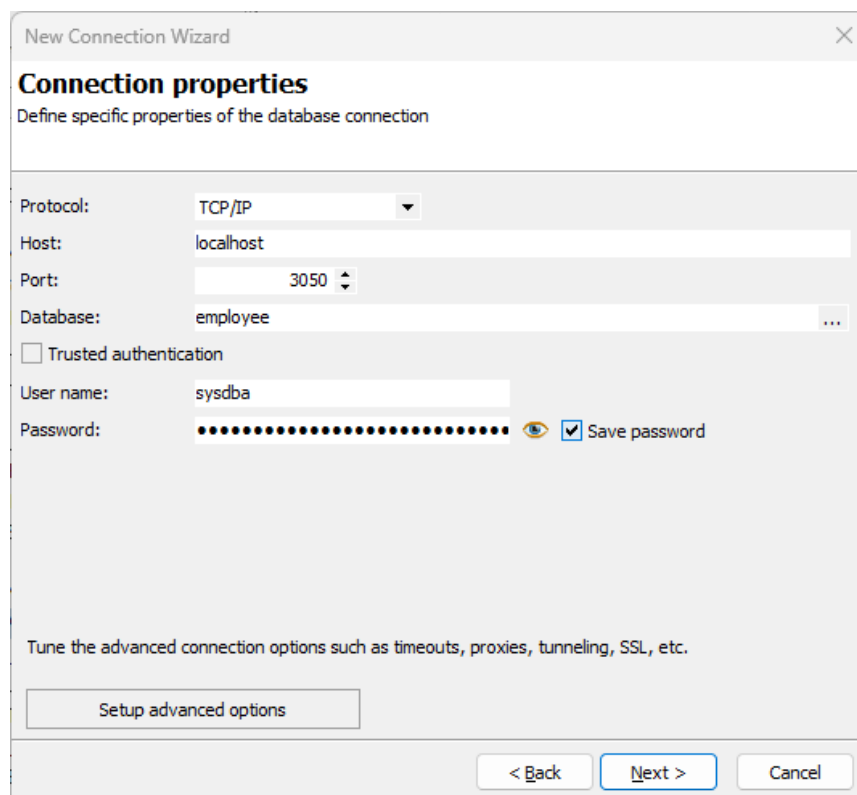 New Connection Wizard
Connection properties
Define specific properties of the database connection
Protocol: TCP/IP
Host: localhost
Port: 3050
Database: employee ...
Trusted authentication
User name: sysdba
Password: •••••••••••••••••••••••••••• Save password
Tune the advanced connection options such as timeouts, proxies, tunneling, SSL, etc.
Setup advanced options
< Back Next > Cancel